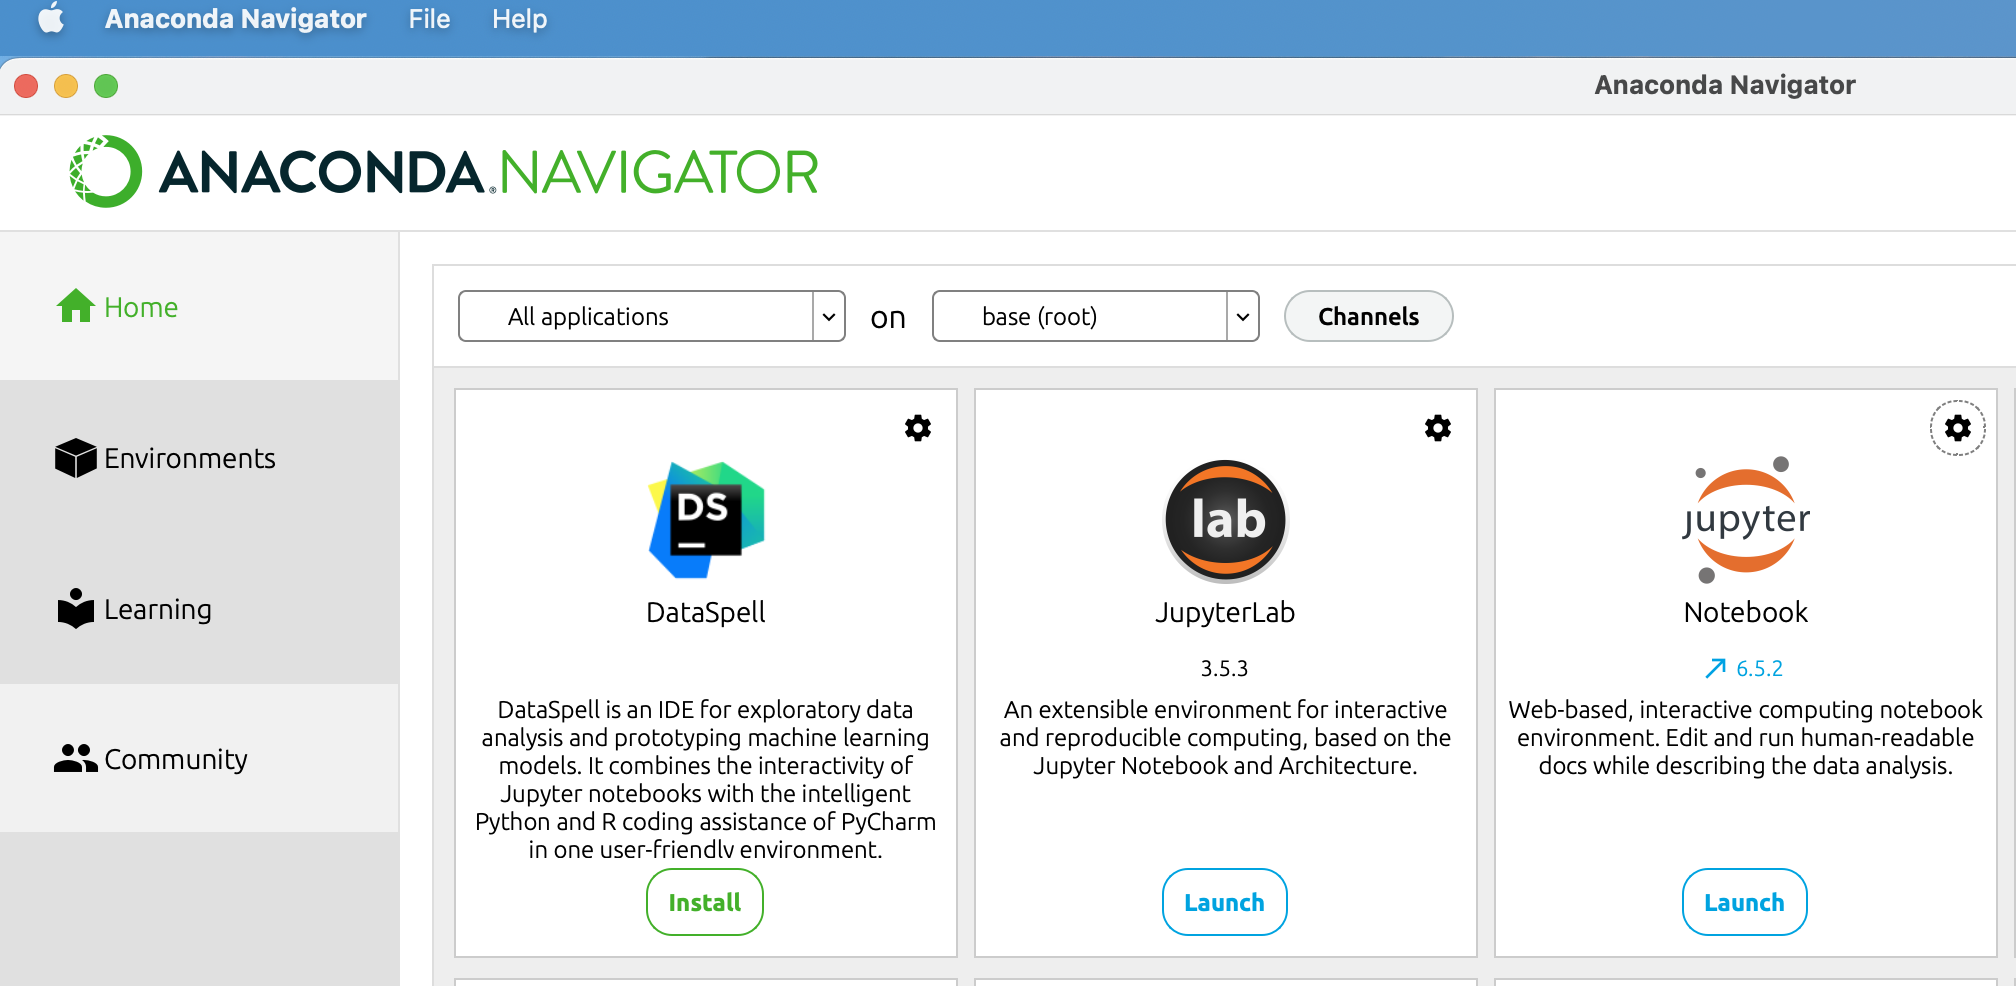 Anaconda Navigator File Help
Anaconda Navigator
ANACONDA.NAVIGATOR
Home
Environments
Learning
Community
All applications on base (root) Channels
DS
DataSpell
DataSpell is an IDE for exploratory data
analysis and prototyping machine learning
models. It combines the interactivity of
Jupyter notebooks with the intelligent
Python and R coding assistance of PyCharm
in one user-friendly environment.
Install
lab
JupyterLab
3.5.3
An extensible environment for interactive
and reproducible computing, based on the
Jupyter Notebook and Architecture.
Launch
jupyter
Notebook
6.5.2
Web-based, interactive computing notebook
environment. Edit and run human-readable
docs while describing the data analysis.
Launch